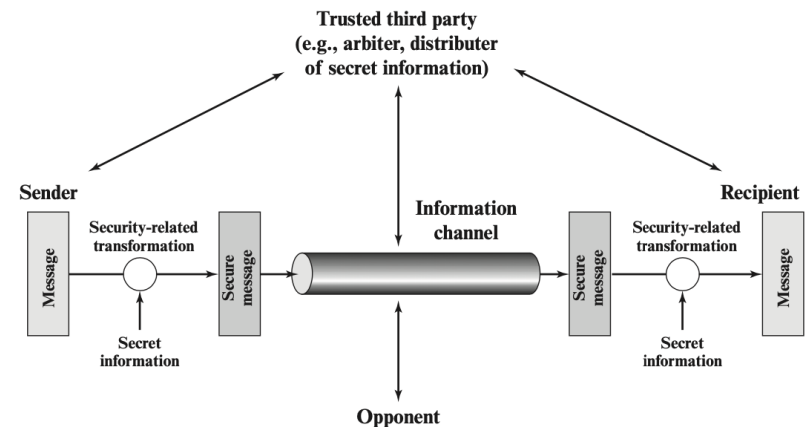 Trusted third party
(e.g., arbiter, distributer
of secret information)
Sender
Recipient
Information
channel
Message
Security-related
transformation
Secret
information
Secure
message
Secure
message
Security-related
transformation
Secret
information
Message
Opponent